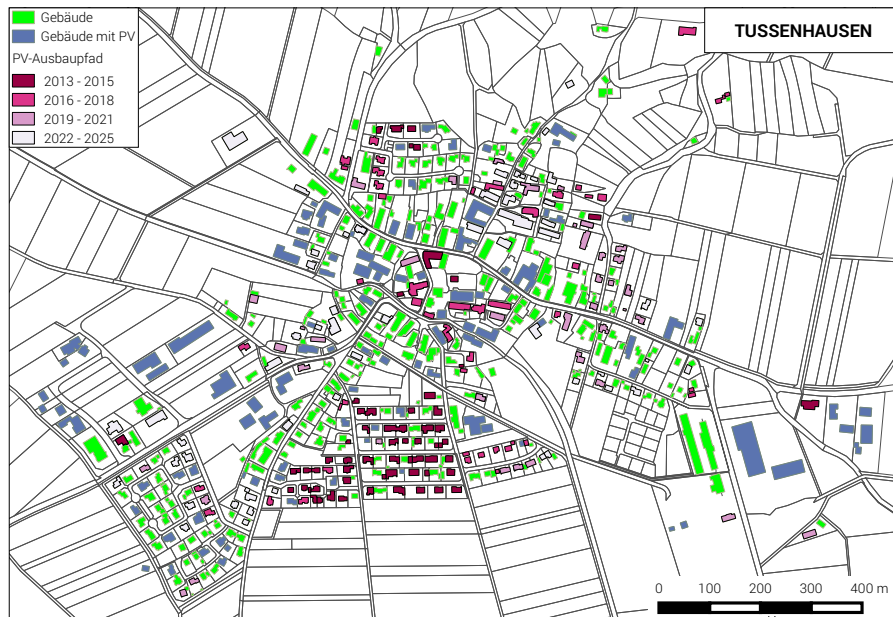 Gebäude
Gebäude mit PV
PV-Ausbaupfad
2013 - 2015
2016 - 2018
2019 - 2021
2022 - 2025
TUSSENHAUSEN
0 100 200 300 400 m